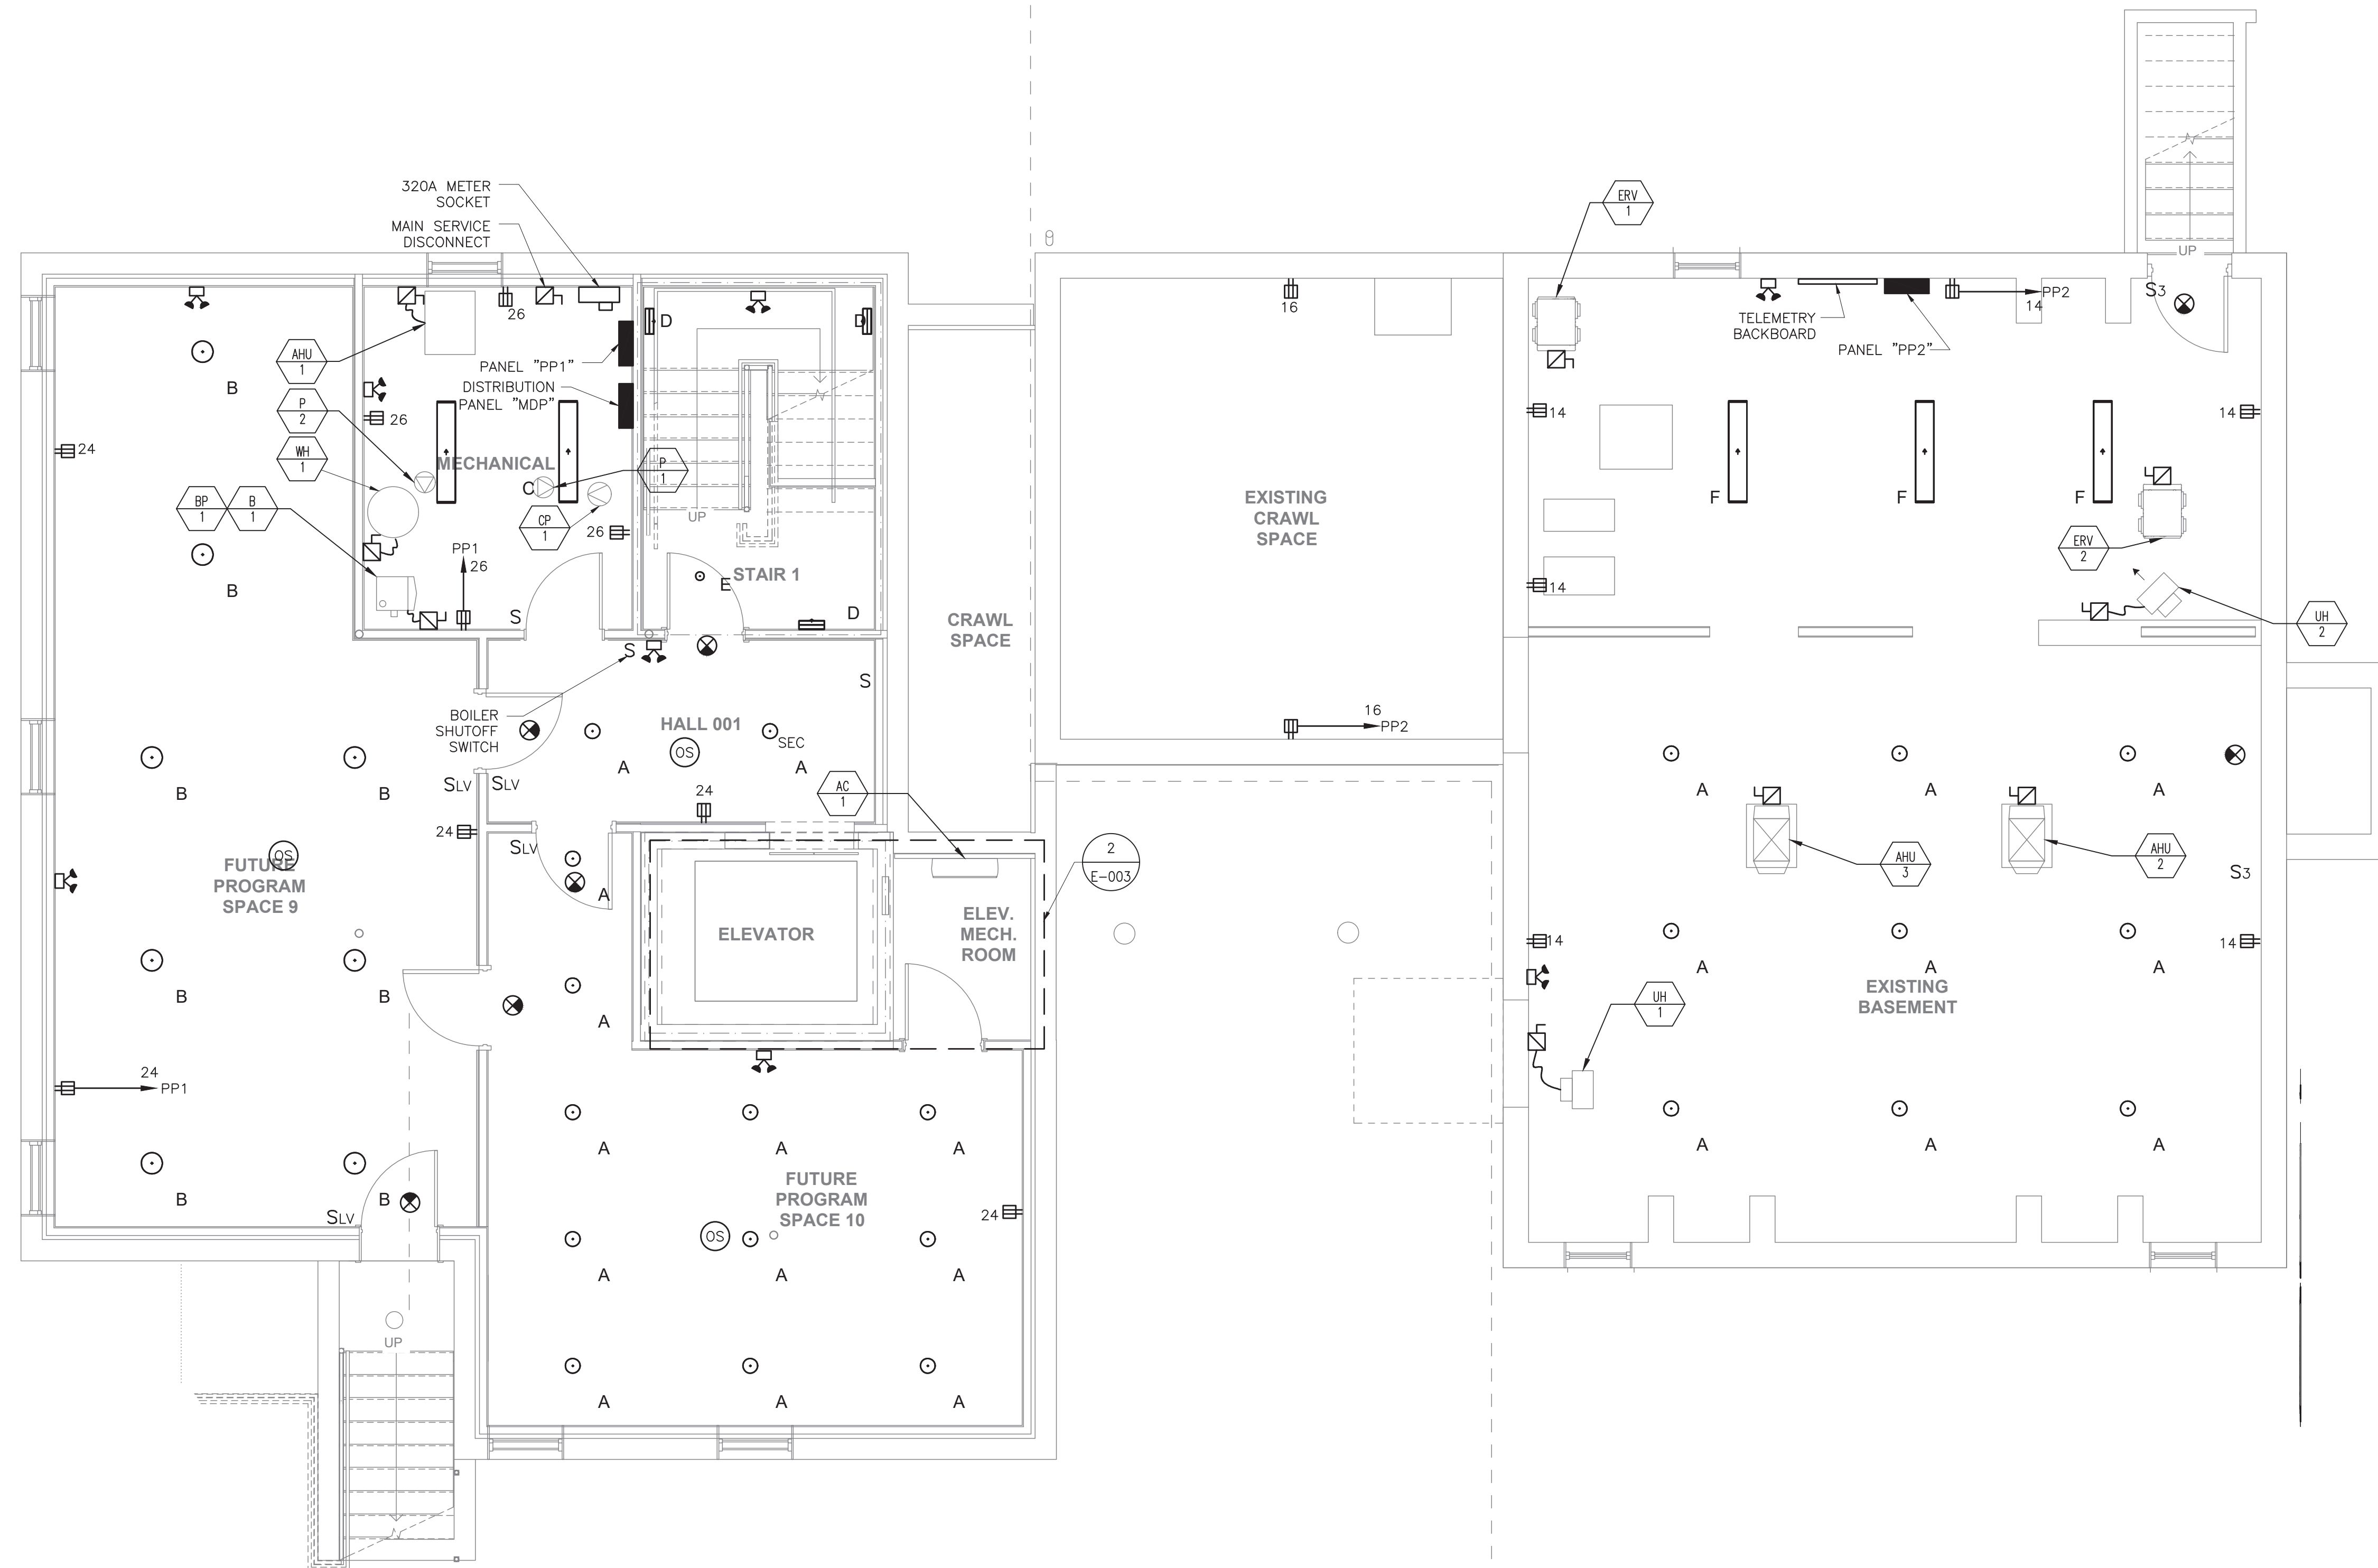 320A METER
SOCKET
MAIN SERVICE
DISCONNECT
ERV
1
UP
S3
PP2
14
TELEMETRY
BACKBOARD
PANEL "PP2"
16
26
D
D
AHU
1
PANEL "PP1"
DISTRIBUTION
PANEL "MDP"
B
P
2
26
14
14
24
WH
1
MECHANICAL
P
1
C
BP
1
B
1
CP
1
26
UP
F
F
F
EXISTING
CRAWL
SPACE
ERV
2
PP1
26
B
STAIR 1
E
14
S
D
CRAWL
SPACE
UH
2
S
S
BOILER
SHUTOFF
SWITCH
HALL 001
OS
SEC
A
A
16
PP2
SLV
SLV
B
B
24
AC
1
A
A
A
24
SLV
2
E-003
OS
FUTURE
PROGRAM
SPACE 9
A
AHU
3
AHU
2
S3
ELEVATOR
ELEV.
MECH.
ROOM
14
14
A
A
A
B
B
A
UH
1
EXISTING
BASEMENT
24
PP1
A
A
A
A
A
A
FUTURE
PROGRAM
SPACE 10
B
B
SLV
24
OS
A
A
A
UP
A
A
A